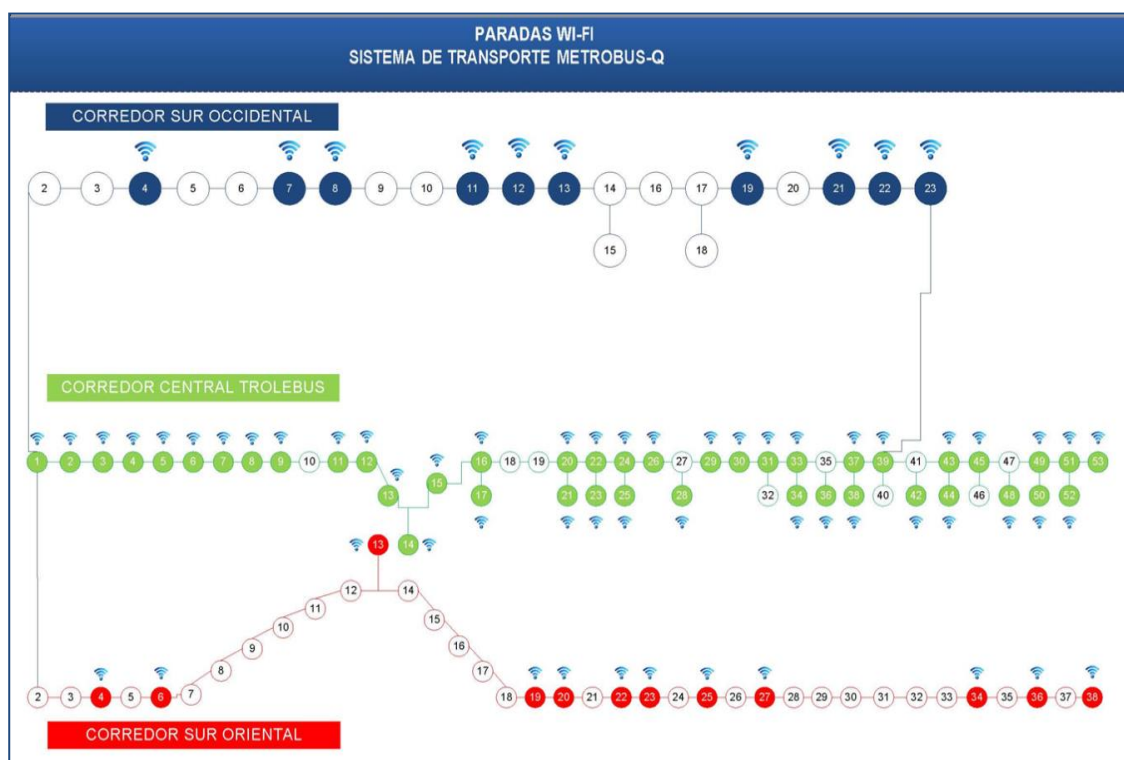 PARADAS WI-FI
SISTEMA DE TRANSPORTE METROBUS-Q
CORREDOR SUR OCCIDENTAL
2 3 4 5 6 7 8 9 10 11 12 13 14 16 17 19 20 21 22 23
15 18
CORREDOR CENTRAL TROLEBUS
1 2 3 4 5 6 7 8 9 10 11 12 16 18 19 20 22 24 26 27 29 30 31 33 35 37 39 41 43 45 47 49 51 53
13 15 17 21 23 25 28 32 34 36 38 40 42 44 46 48 50 52
13 14
12 14
11 15
10 16
9 17
8
2 3 4 5 6 7 18 19 20 21 22 23 24 25 26 27 28 29 30 31 32 33 34 35 36 37 38
CORREDOR SUR ORIENTAL